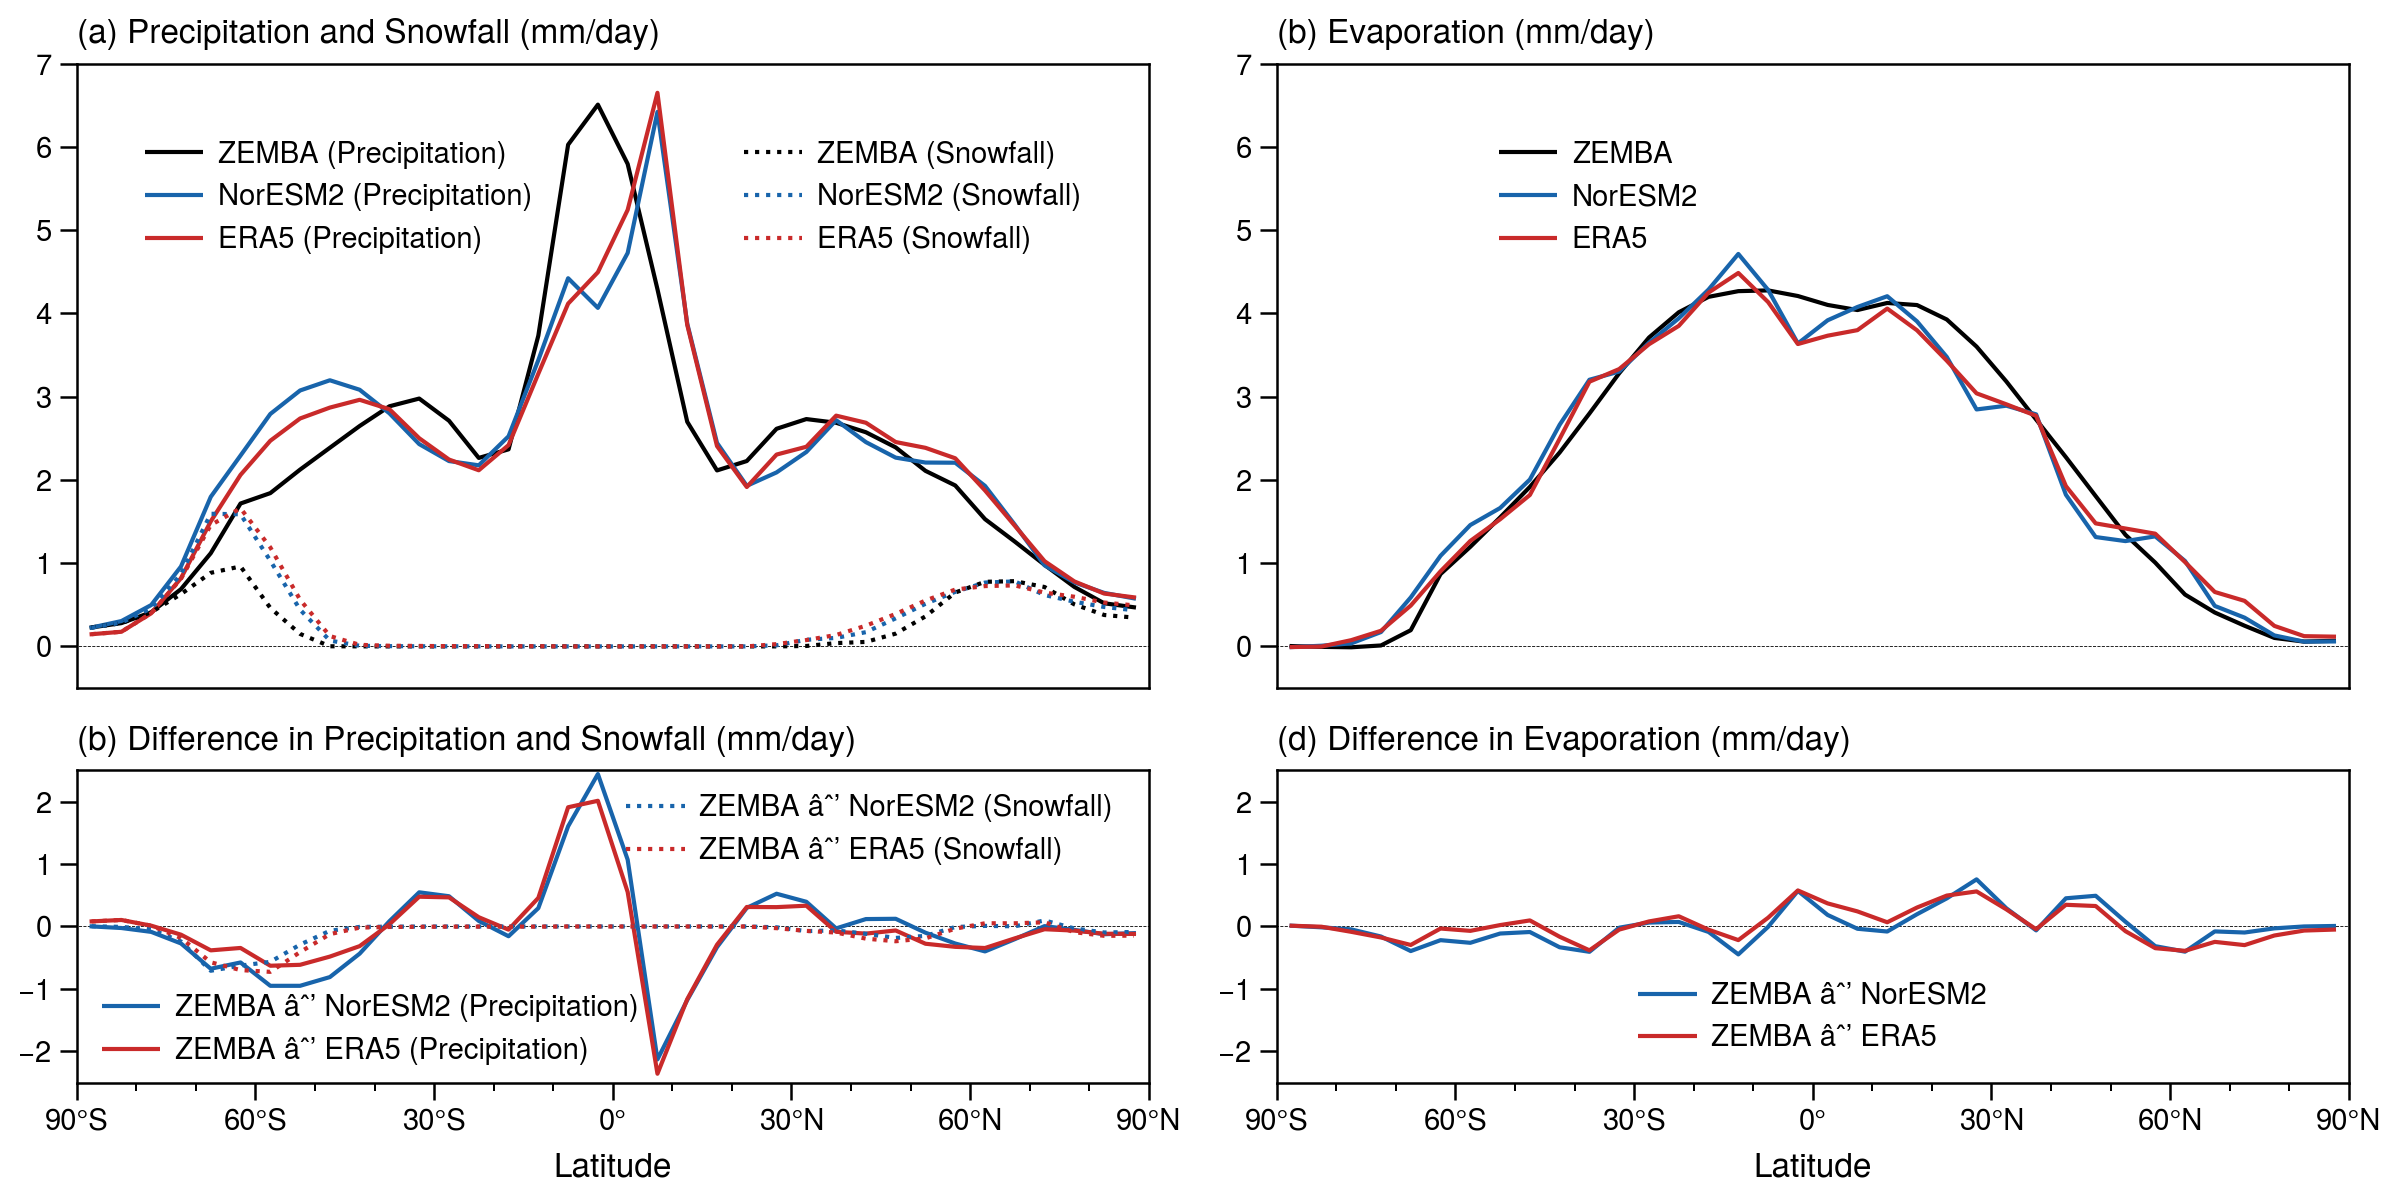 (a) Precipitation and Snowfall (mm/day)
7
6
5
4
3
2
1
0
ZEMBA (Precipitation)
NorESM2 (Precipitation)
ERA5 (Precipitation)
ZEMBA (Snowfall)
NorESM2 (Snowfall)
ERA5 (Snowfall)
(b) Evaporation (mm/day)
7
6
5
4
3
2
1
0
ZEMBA
NorESM2
ERA5
(b) Difference in Precipitation and Snowfall (mm/day)
2
1
0
−1
−2
ZEMBA âˆ’ NorESM2 (Snowfall)
ZEMBA âˆ’ ERA5 (Snowfall)
ZEMBA âˆ’ NorESM2 (Precipitation)
ZEMBA âˆ’ ERA5 (Precipitation)
90°S 60°S 30°S 0° 30°N 60°N 90°N
Latitude
(d) Difference in Evaporation (mm/day)
2
1
0
−1
−2
ZEMBA âˆ’ NorESM2
ZEMBA âˆ’ ERA5
90°S 60°S 30°S 0° 30°N 60°N 90°N
Latitude